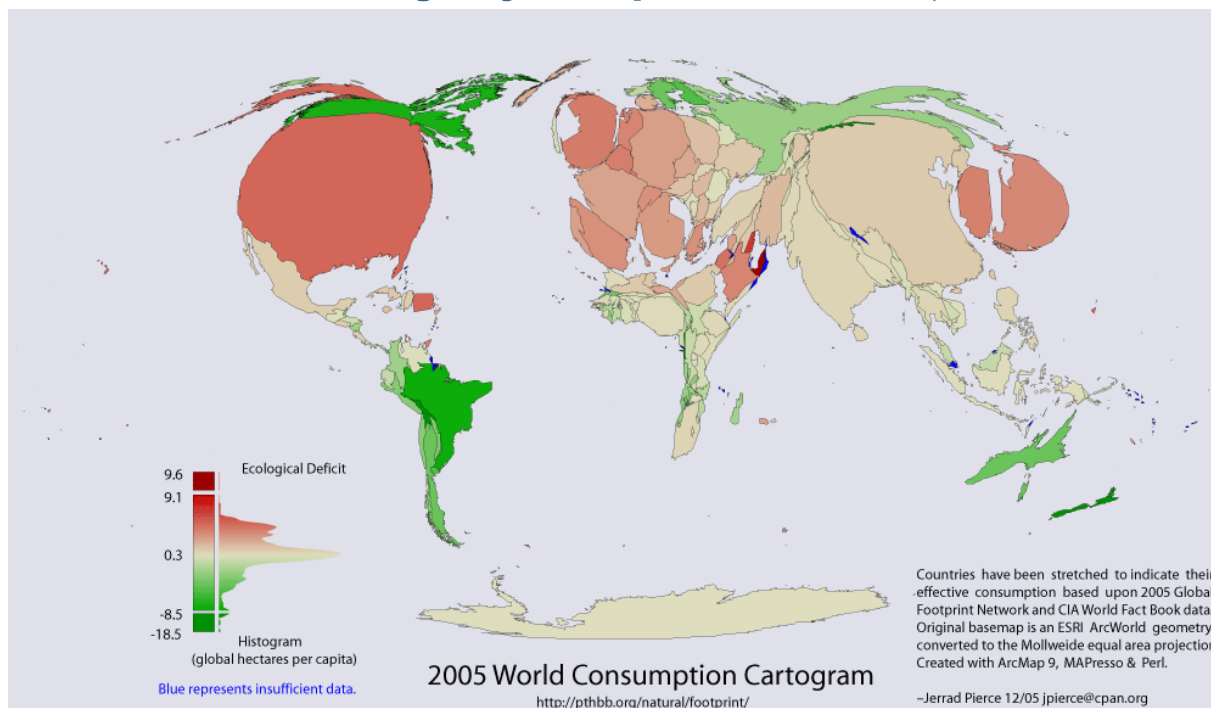 Ecological Deficit
9.6
9.1
0.3
-8.5
-18.5
Histogram
(global hectares per capita)
Blue represents insufficient data.
2005 World Consumption Cartogram
http://pthbb.org/natural/footprint/
Countries have been stretched to indicate their
effective consumption based upon 2005 Global
Footprint Network and CIA World Fact Book data.
Original basemap is an ESRI ArcWorld geometry
converted to the Mollweide equal area projection
Created with ArcMap 9, MAPresso & Perl.
–Jerrad Pierce 12/05 jpierce@cpan.org